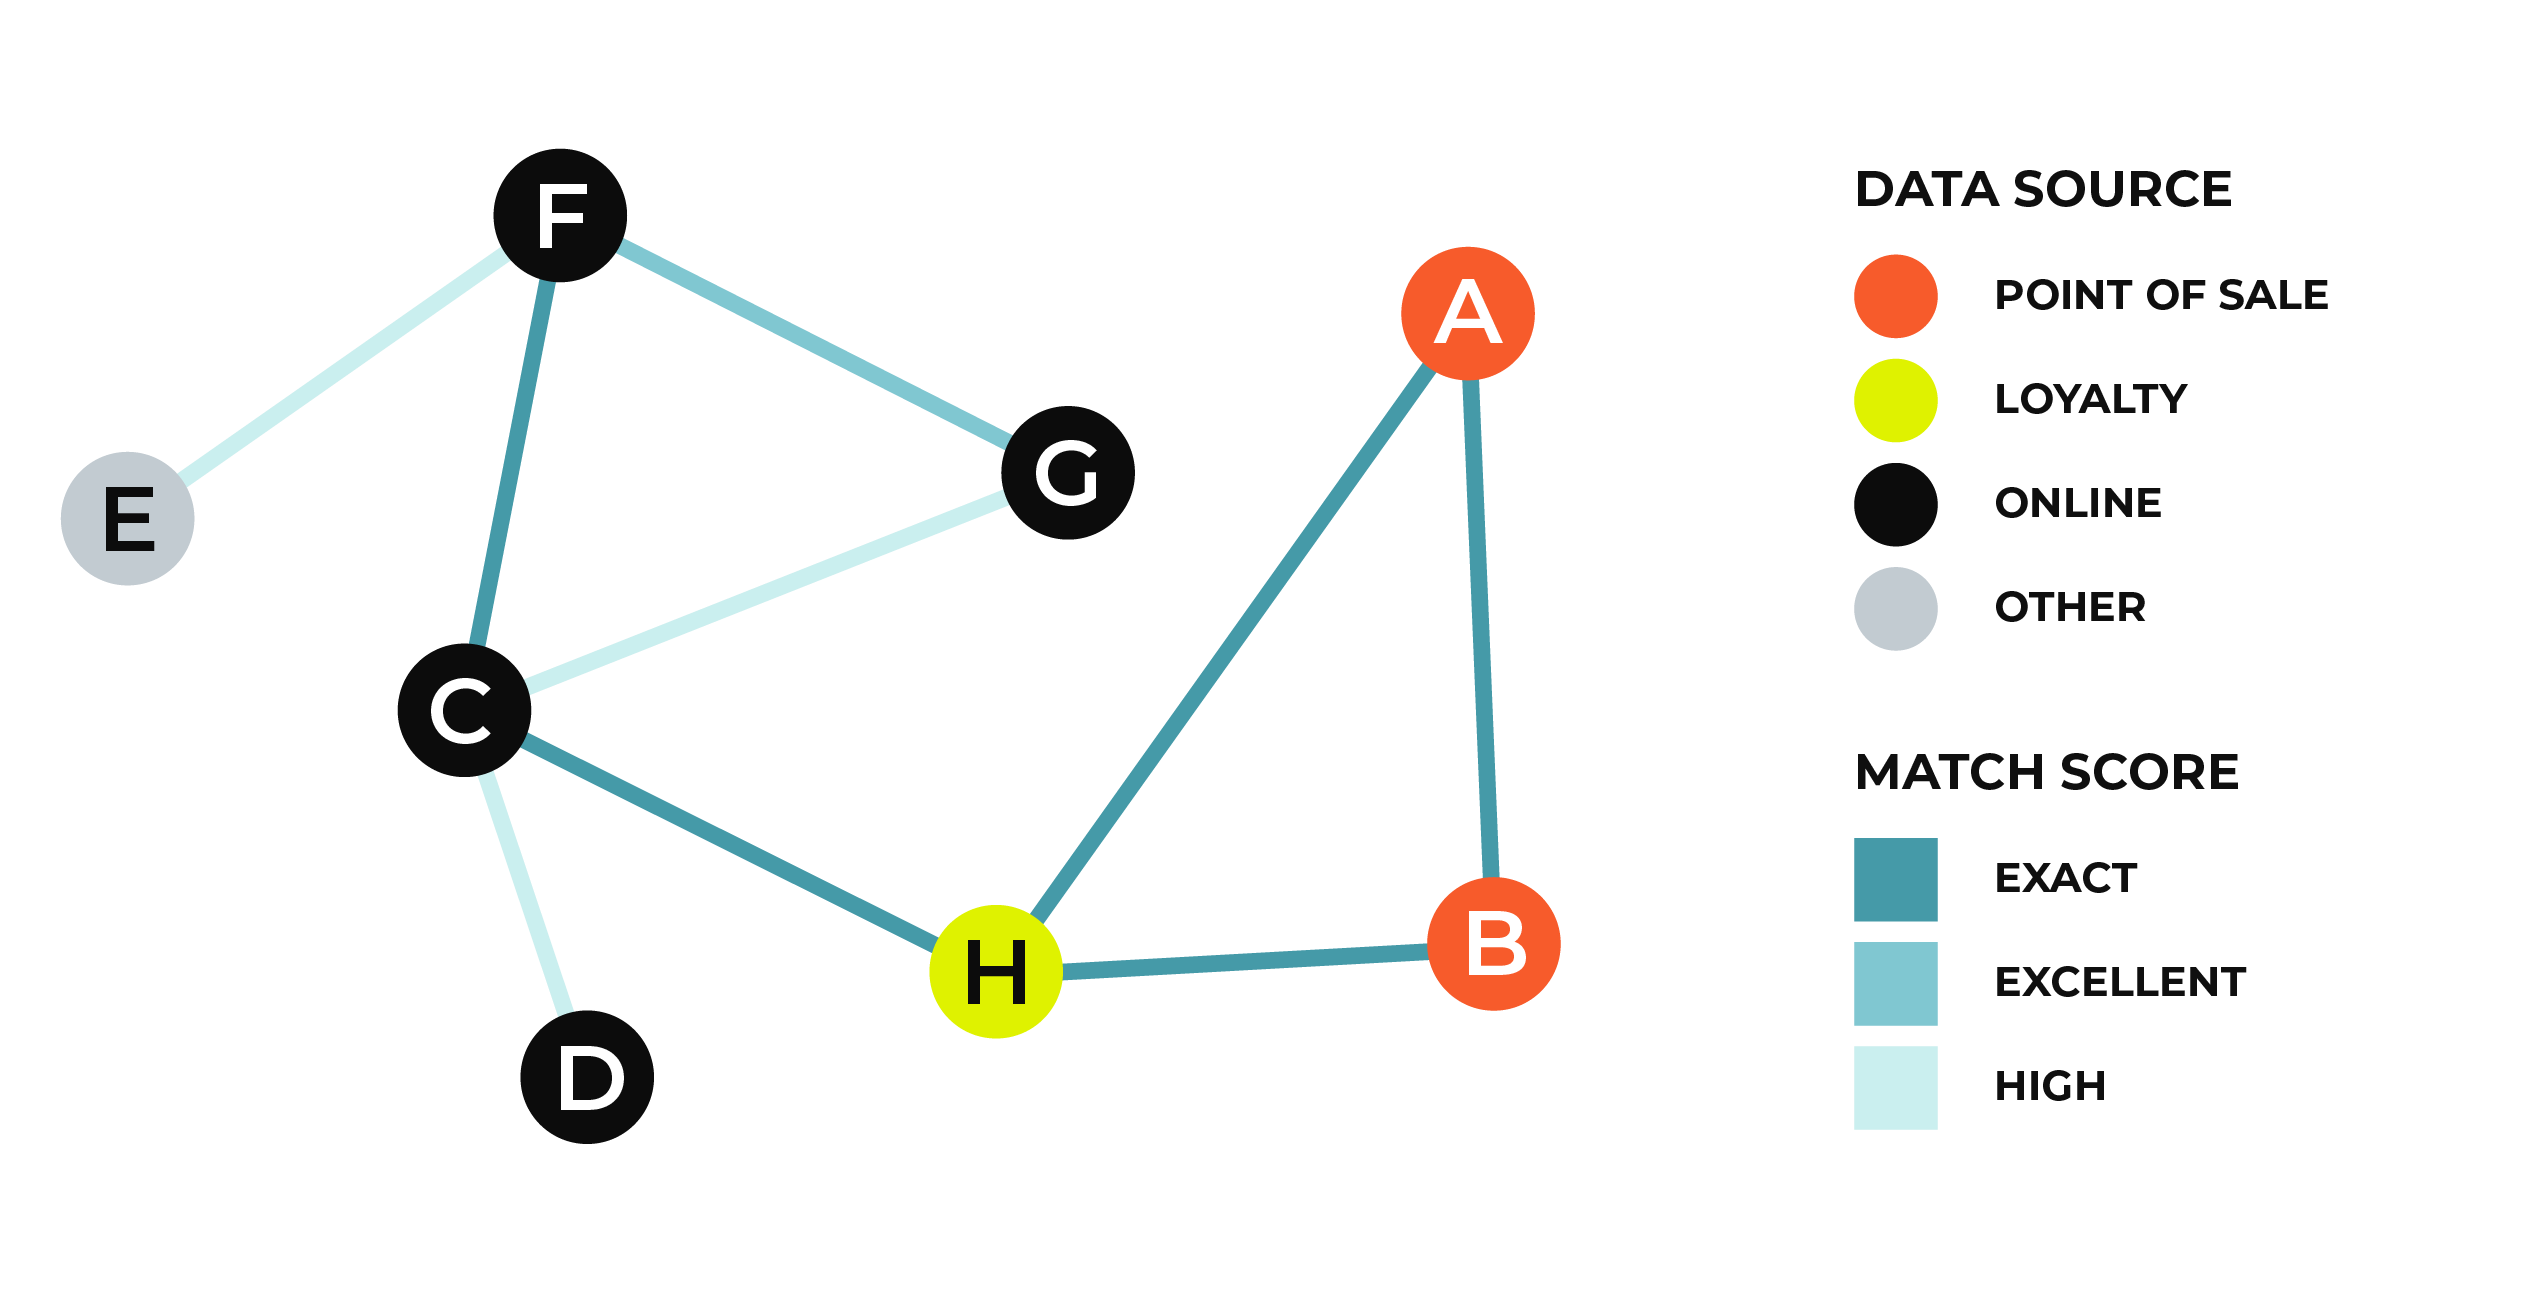 F
A
G
E
C
H
B
D
DATA SOURCE
POINT OF SALE
LOYALTY
ONLINE
OTHER
MATCH SCORE
EXACT
EXCELLENT
HIGH